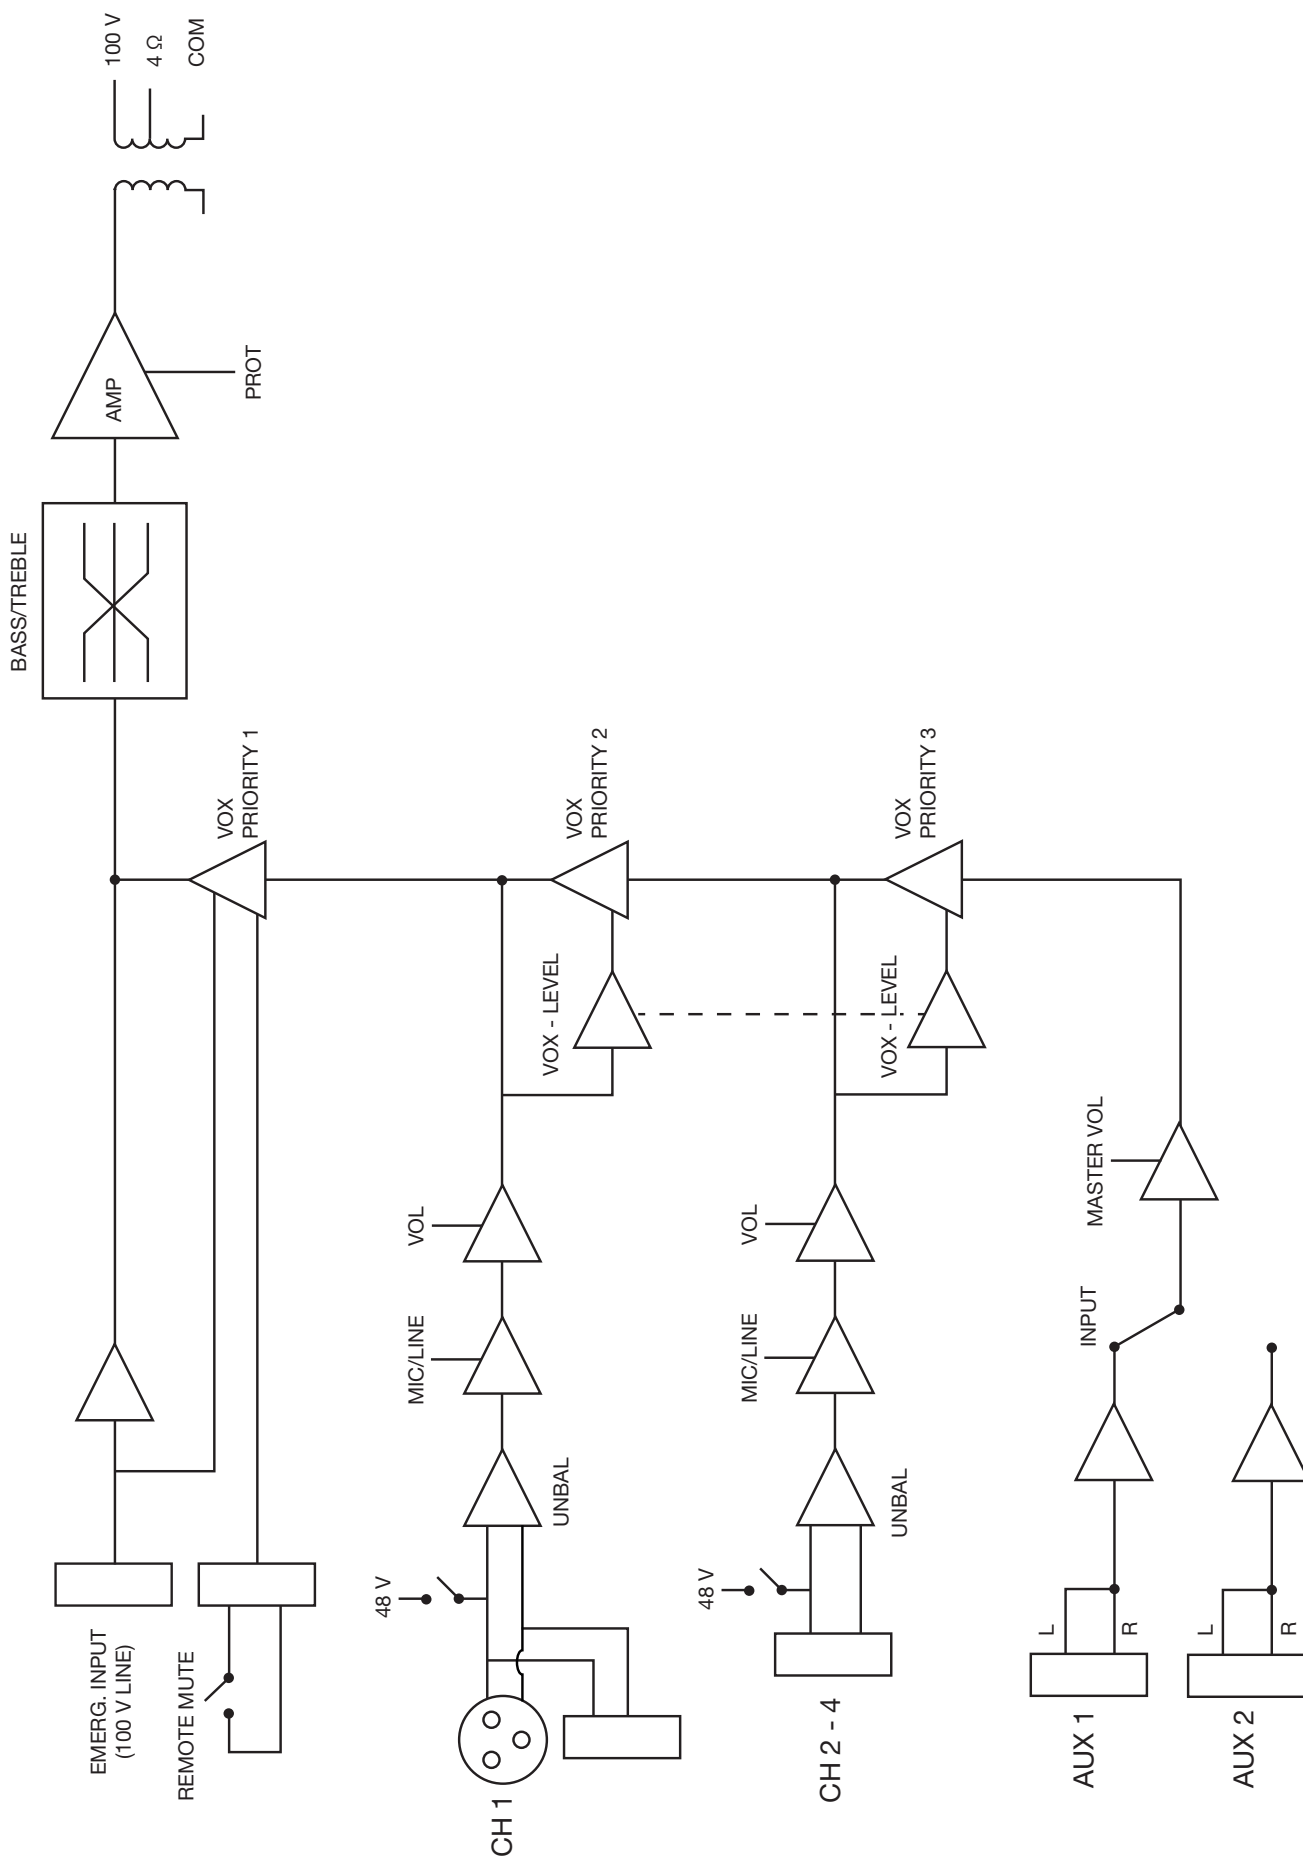 EMERG. INPUT
(100 V LINE)
REMOTE MUTE
VOX
PRIORITY 1
BASS/TREBLE
AMP
PROT
100 V
4 Ω
COM
CH 1
48 V
UNBAL
MIC/LINE
VOL
VOX - LEVEL
VOX
PRIORITY 2
CH 2 - 4
48 V
UNBAL
MIC/LINE
VOL
VOX - LEVEL
VOX
PRIORITY 3
AUX 1
L
R
INPUT
MASTER VOL
AUX 2
L
R